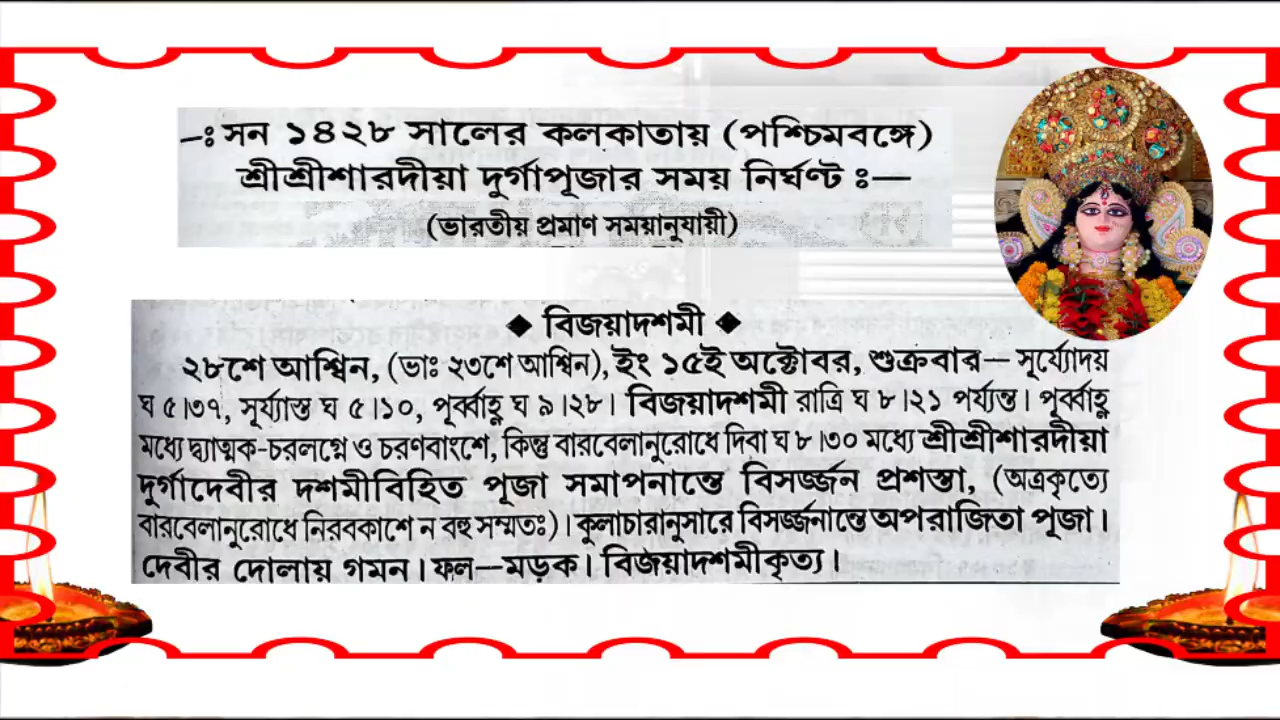 -ঃ সন ১৪২৮ সালের কলকাতায় (পশ্চিমবঙ্গে)
শ্রীশ্রীশারদীয়া দুর্গাপূজার সময় নির্ঘণ্ট ঃ—
(ভারতীয় প্রমাণ সময়ানুযায়ী)
◆ বিজয়াদশমী ◆
২৮শে আশ্বিন, (ভাঃ ২৩শে আশ্বিন), ইং ১৫ই অক্টোবর, শুক্রবার— সূর্য্যোদয়
ঘ ৫।৩৭, সূর্য্যাস্ত ঘ ৫।১০, পূর্ব্বাহ্ণ ঘ ৯।২৮। বিজয়াদশমী রাত্রি ঘ ৮।২১ পর্য্যন্ত। পূর্ব্বাহ্ণ
মধ্যে দ্ব্যাত্মক-চরলগ্নে ও চরণবাংশে, কিন্তু বারবেলানুরোধে দিবা ঘ ৮।৩০ মধ্যে শ্রীশ্রীশারদীয়া
দুর্গাদেবীর দশমীবিহিত পূজা সমাপনান্তে বিসর্জ্জন প্রশস্তা, (অত্রকৃত্যে
বারবেলানুরোধে নিরবকাশে ন বহু সম্মতঃ)। কুলাচারানুসারে বিসর্জ্জনান্তে অপরাজিতা পূজা।
দেবীর দোলায় গমন। ফল—মড়ক। বিজয়াদশমীকৃত্য।